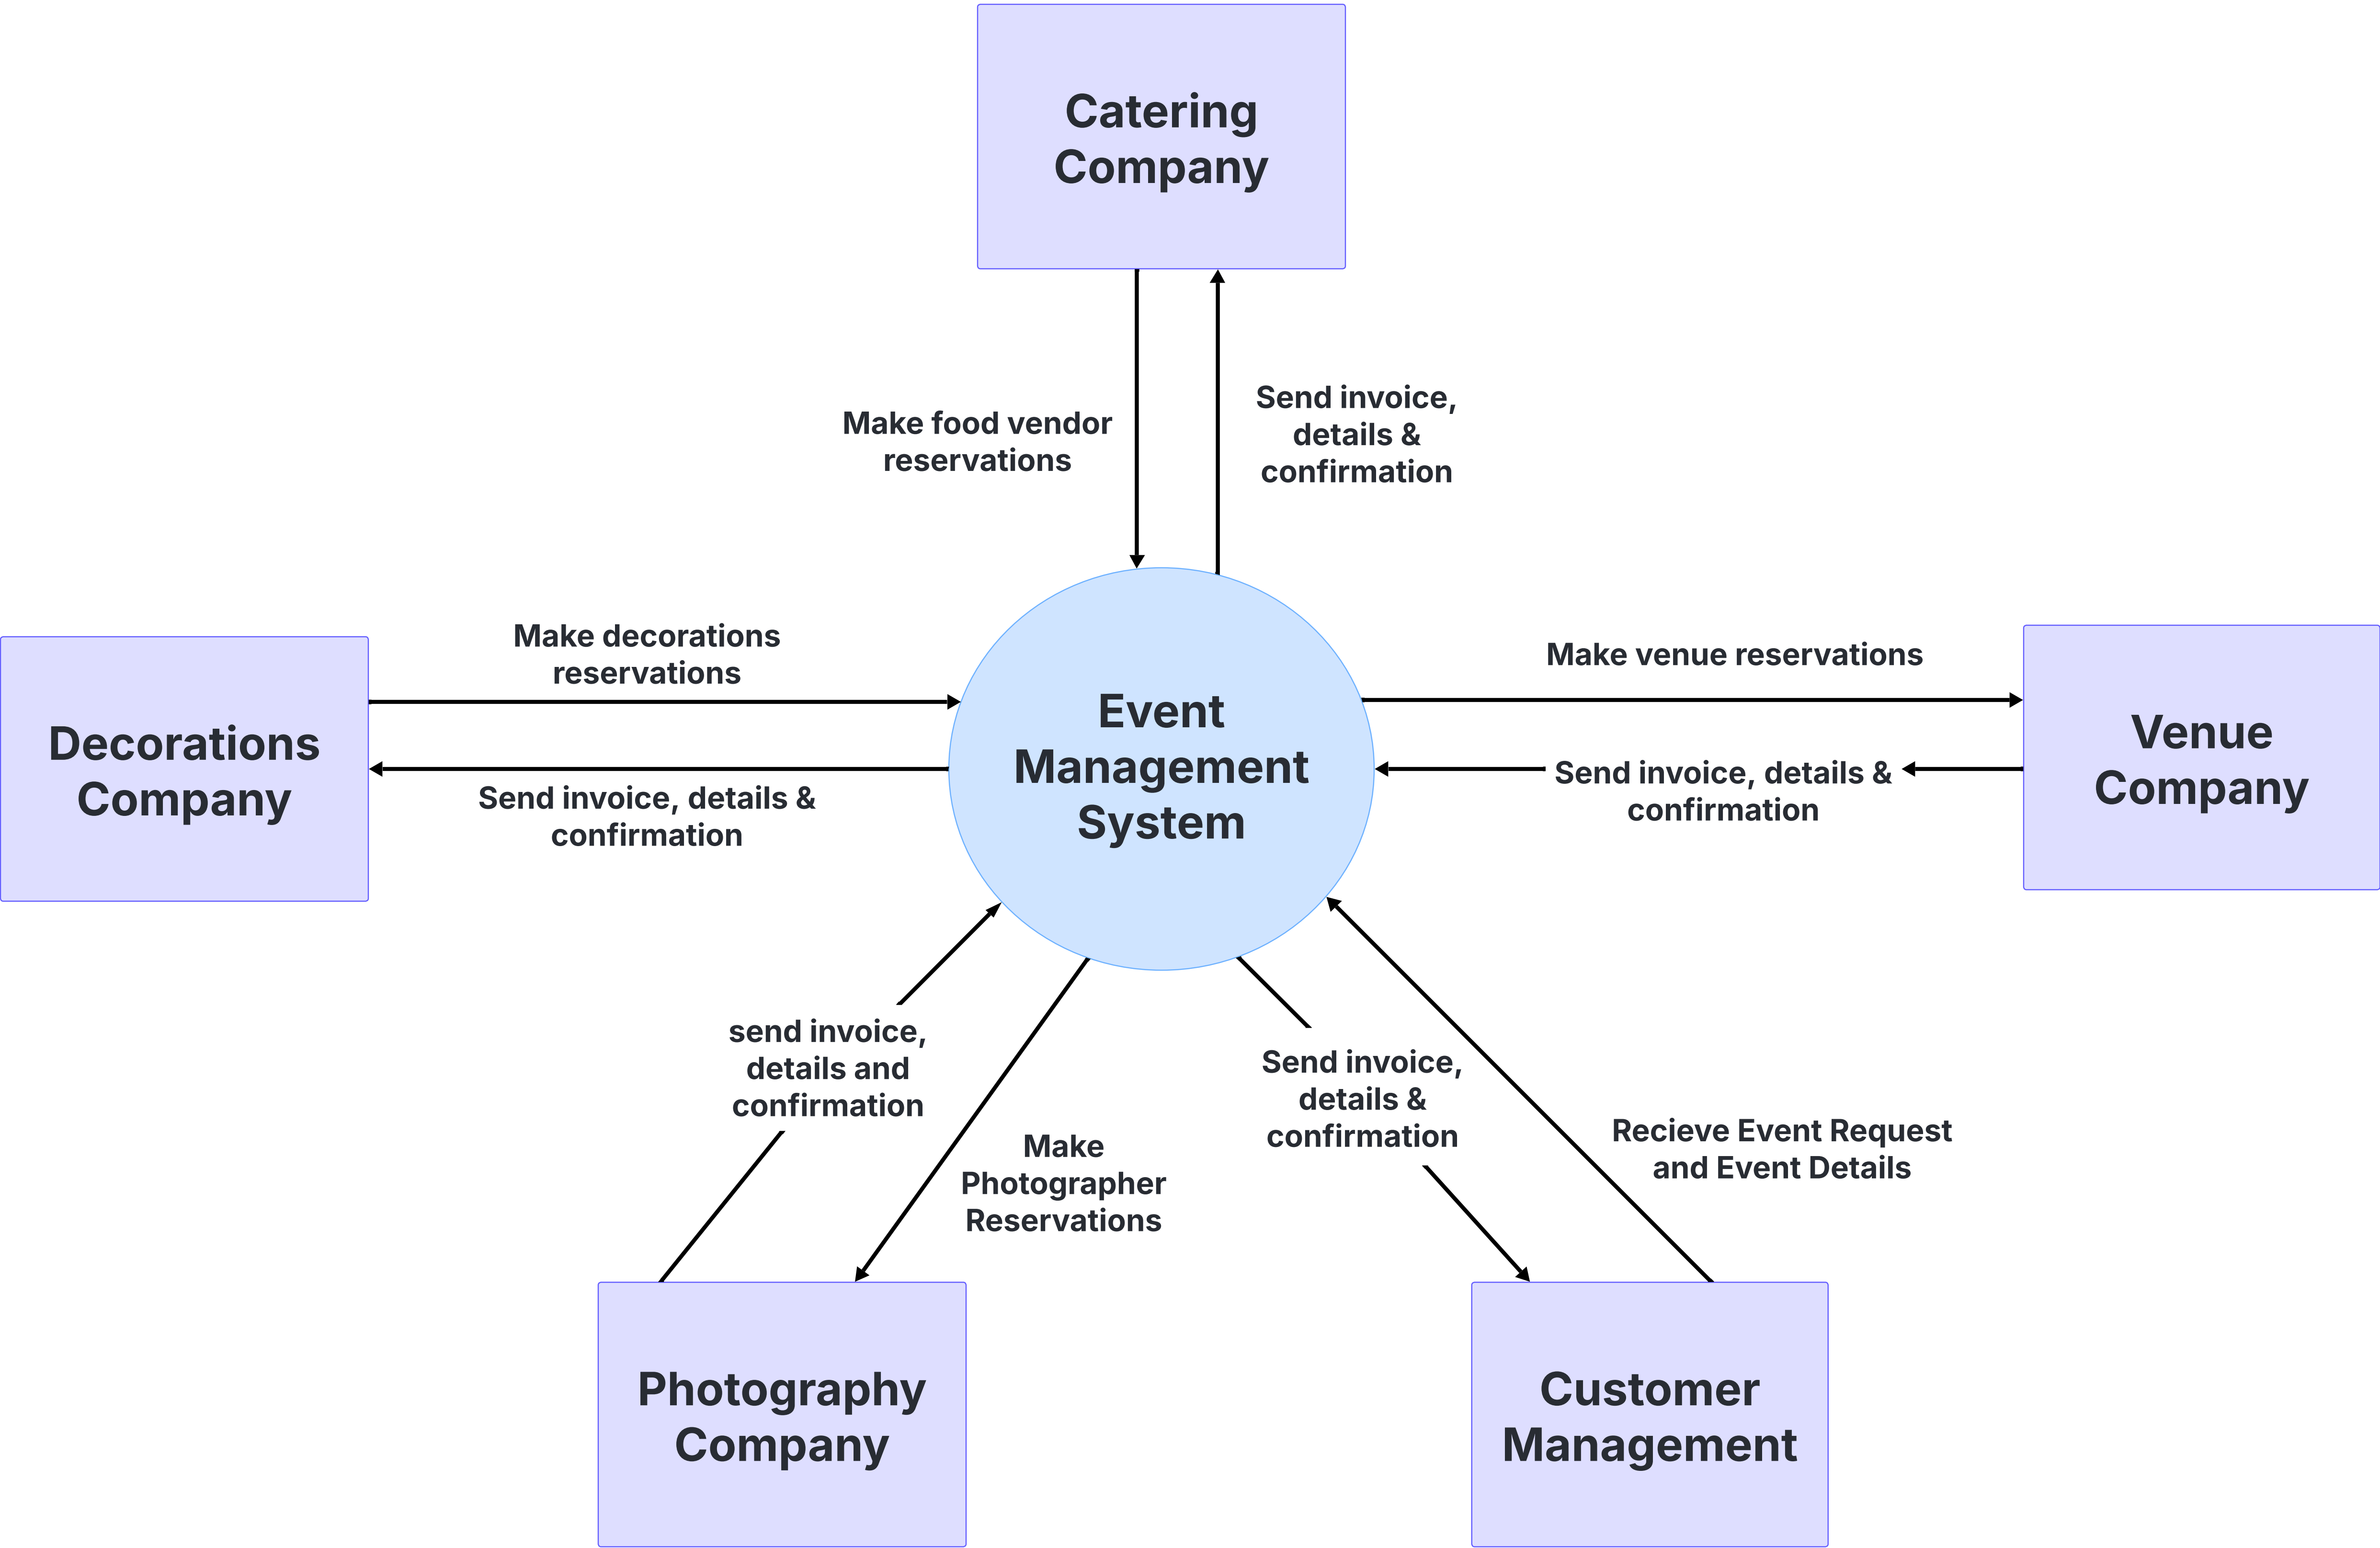 Catering
Company
Make food vendor
reservations
Send invoice,
details &
confirmation
Make decorations
reservations
Decorations
Company
Send invoice, details &
confirmation
Event
Management
System
Make venue reservations
Send invoice, details &
confirmation
Venue
Company
send invoice,
details and
confirmation
Make
Photographer
Reservations
Send invoice,
details &
confirmation
Recieve Event Request
and Event Details
Photography
Company
Customer
Management